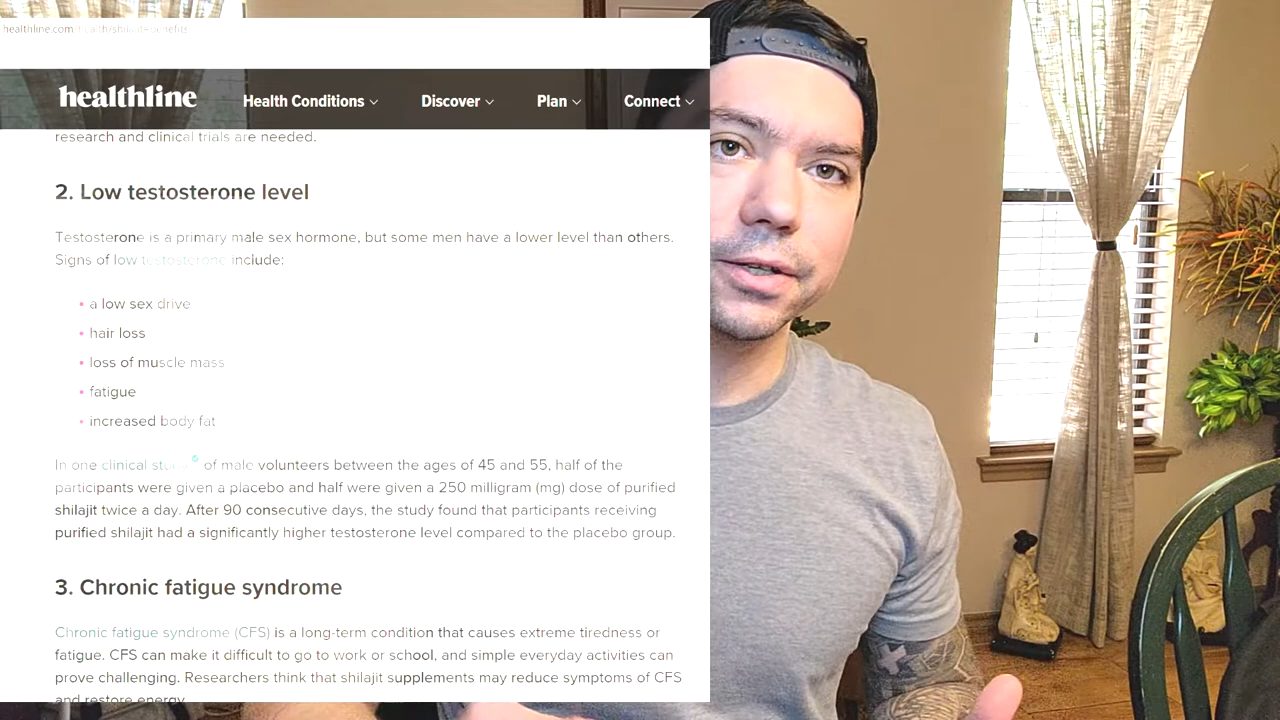 healthline.com/health/shilajit-benefits
healthline
Health Conditions
Discover
Plan
Connect
research and clinical trials are needed.
2. Low testosterone level
Testosterone is a primary male sex hormone, but some men have a lower level than others.
Signs of low testosterone include:
• a low sex drive
• hair loss
• loss of muscle mass
• fatigue
• increased body fat
In one clinical study of male volunteers between the ages of 45 and 55, half of the
participants were given a placebo and half were given a 250 milligram (mg) dose of purified
shilajit twice a day. After 90 consecutive days, the study found that participants receiving
purified shilajit had a significantly higher testosterone level compared to the placebo group.
3. Chronic fatigue syndrome
Chronic fatigue syndrome (CFS) is a long-term condition that causes extreme tiredness or
fatigue. CFS can make it difficult to go to work or school, and simple everyday activities can
prove challenging. Researchers think that shilajit supplements may reduce symptoms of CFS
and restore energy.